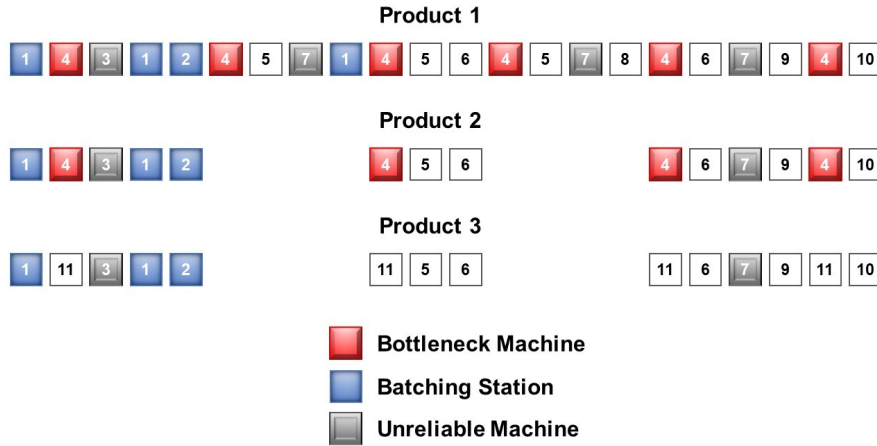 Product 1
1 4 3 1 2 4 5 7 1 4 5 6 4 5 7 8 4 6 7 9 4 10
Product 2
1 4 3 1 2 4 5 6 4 6 7 9 4 10
Product 3
1 11 3 1 2 11 5 6 11 6 7 9 11 10
Bottleneck Machine
Batching Station
Unreliable Machine